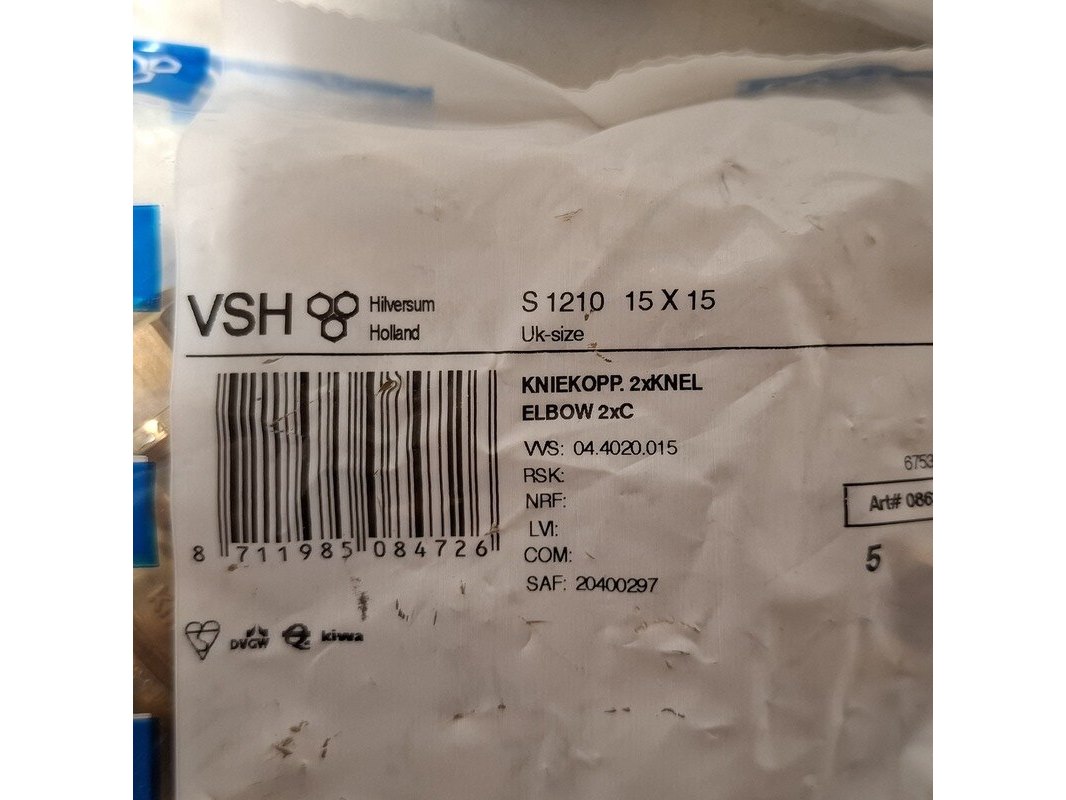 VSH Hilversum Holland
S 1210 15 X 15
Uk-size
KNIEKOPP. 2xKNEL
ELBOW 2xC
VVS: 04.4020.015
RSK:
NRF:
LVI:
COM:
SAF: 20400297
8 711985 084726
6753
Art# 086
5
DVGW
kiwa